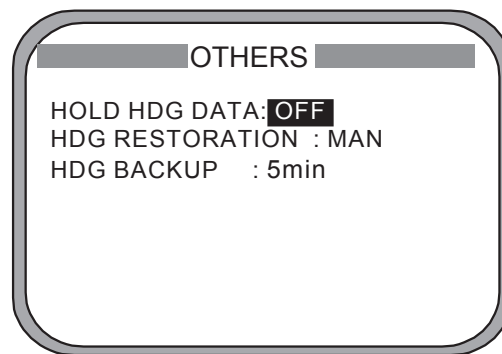 OTHERS
HOLD HDG DATA: OFF
HDG RESTORATION : MAN
HDG BACKUP : 5min